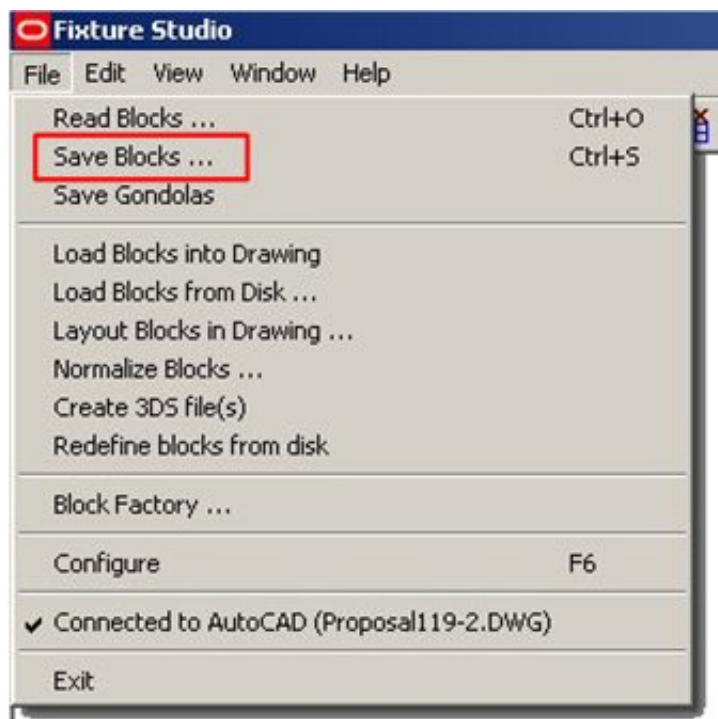 Fixture Studio
File Edit View Window Help
Read Blocks ... Ctrl+O
Save Blocks ... Ctrl+S
Save Gondolas
Load Blocks into Drawing
Load Blocks from Disk ...
Layout Blocks in Drawing ...
Normalize Blocks ...
Create 3DS file(s)
Redefine blocks from disk
Block Factory ...
Configure F6
Connected to AutoCAD (Proposal119-2.DWG)
Exit